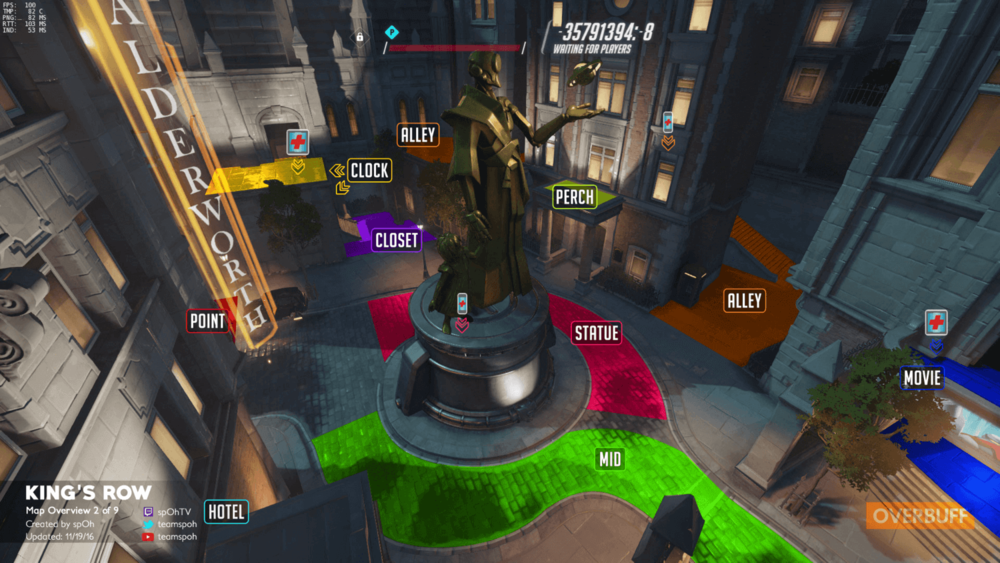 FPS: 100
TMP: 82 C
PNG: 82 MS
RTT: 103 MS
IND: 53 MS
P
-35791394:-8
WAITING FOR PLAYERS
ALDERWORTH
ALLEY
CLOCK
PERCH
CLOSET
ALLEY
POINT
STATUE
MOVIE
MID
KING'S ROW
Map Overview 2 of 9
Created by spOh
Updated: 11/19/16
spOhTV
teamspoh
teamspoh
HOTEL
OVERBUFF